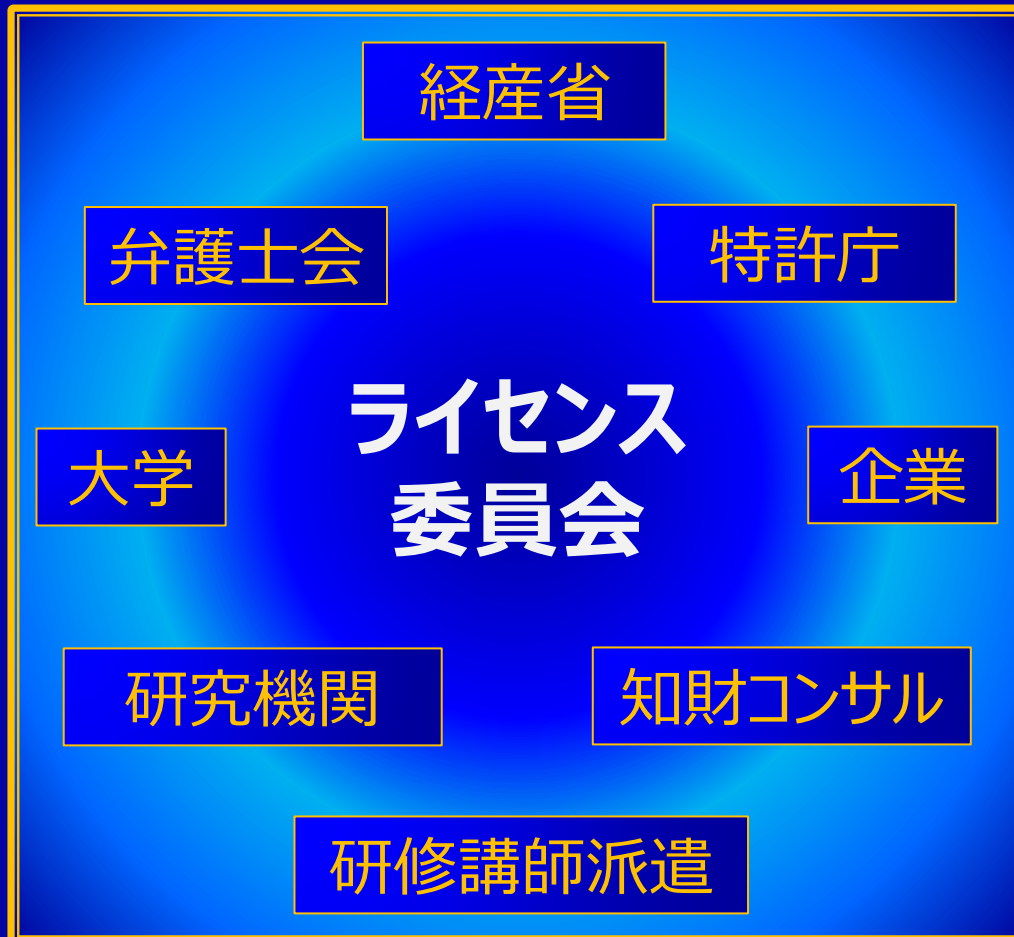 経産省
弁護士会
特許庁
ライセンス
委員会
大学
企業
研究機関
知財コンサル
研修講師派遣